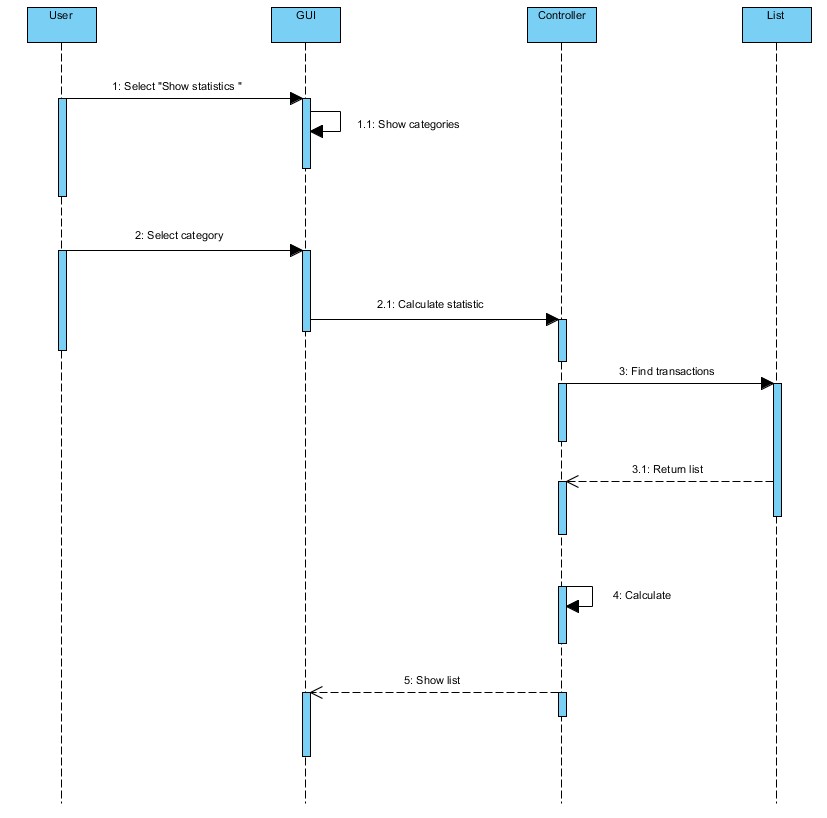 User
GUI
Controller
List
1: Select "Show statistics "
1.1: Show categories
2: Select category
2.1: Calculate statistic
3: Find transactions
3.1: Return list
4: Calculate
5: Show list